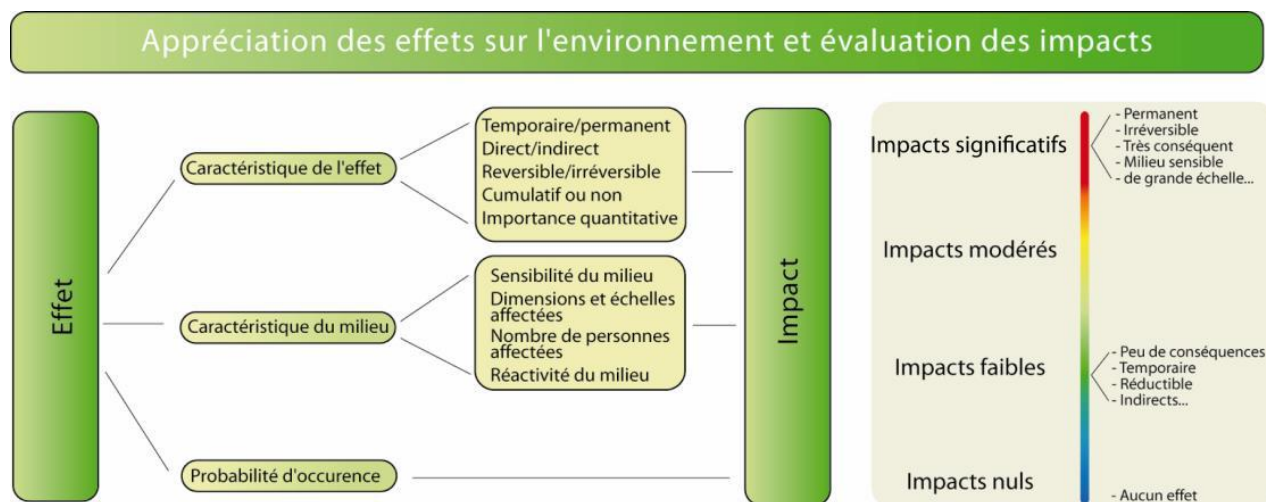 Appréciation des effets sur l'environnement et évaluation des impacts
Effet
Caractéristique de l'effet
Temporaire/permanent
Direct/indirect
Reversible/irréversible
Cumulatif ou non
Importance quantitative
Caractéristique du milieu
Sensibilité du milieu
Dimensions et échelles
affectées
Nombre de personnes
affectées
Réactivité du milieu
Probabilité d'occurence
Impact
Impacts significatifs
- Permanent
- Irréversible
- Très conséquent
- Milieu sensible
- de grande échelle...
Impacts modérés
Impacts faibles
- Peu de conséquences
- Temporaire
- Réductible
- Indirects...
Impacts nuls
- Aucun effet